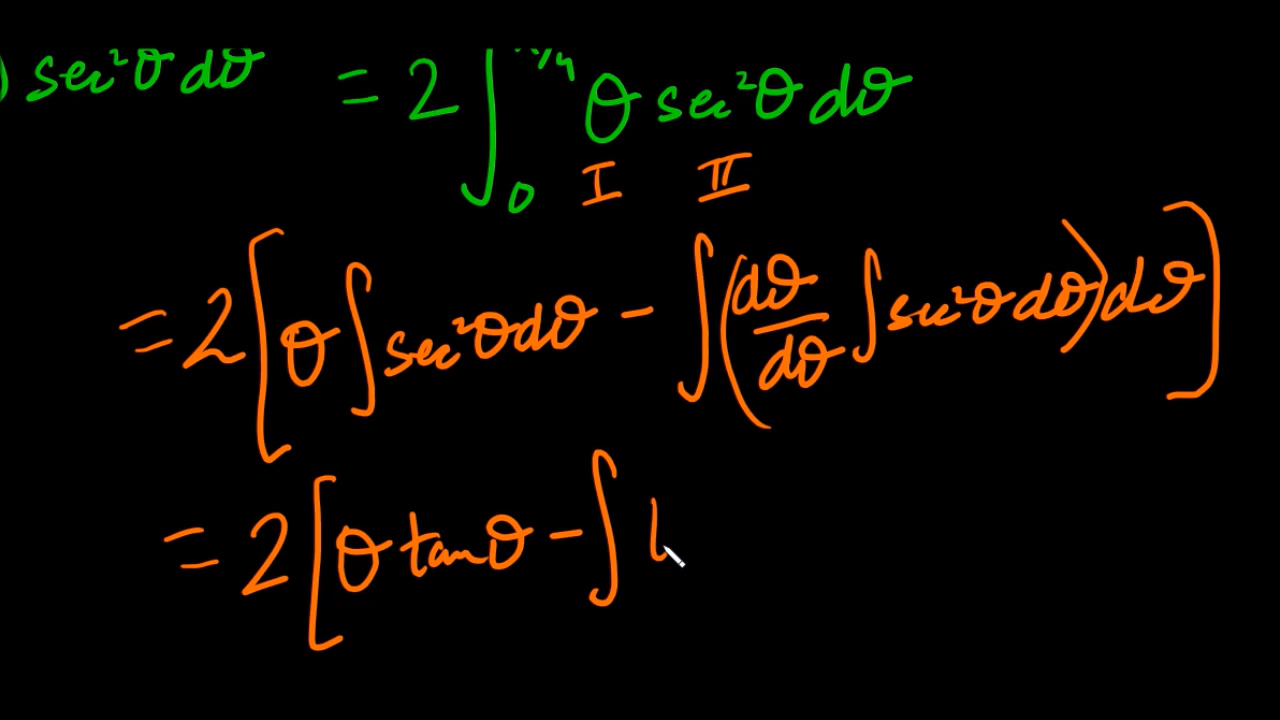 ) sec²θ dθ = 2 ∫₀^π/4 θ sec²θ dθ
I II
= 2 [ θ ∫ sec²θ dθ − ∫ ( dθ/dθ ∫ sec²θ dθ ) dθ ]
= 2 [ θ tanθ − ∫ 1